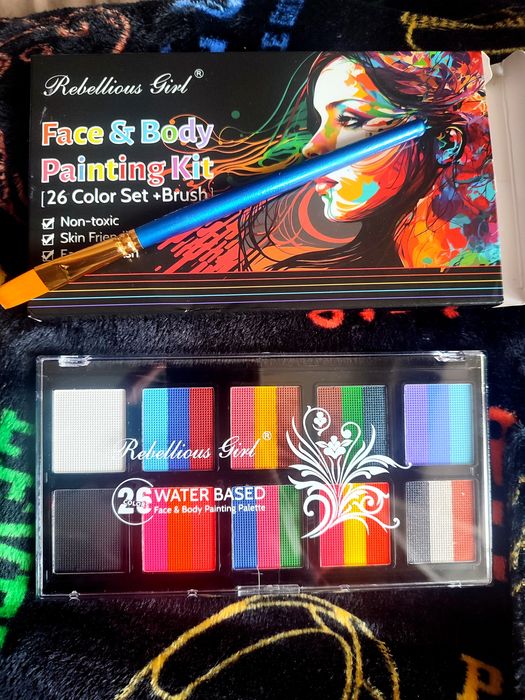 Rebellious Girl®
Face & Body
Painting Kit
[26 Color Set +Brush]
Non-toxic
Skin
Rebellious Girl®
26
WATER BASED
Face & Body Painting Palette